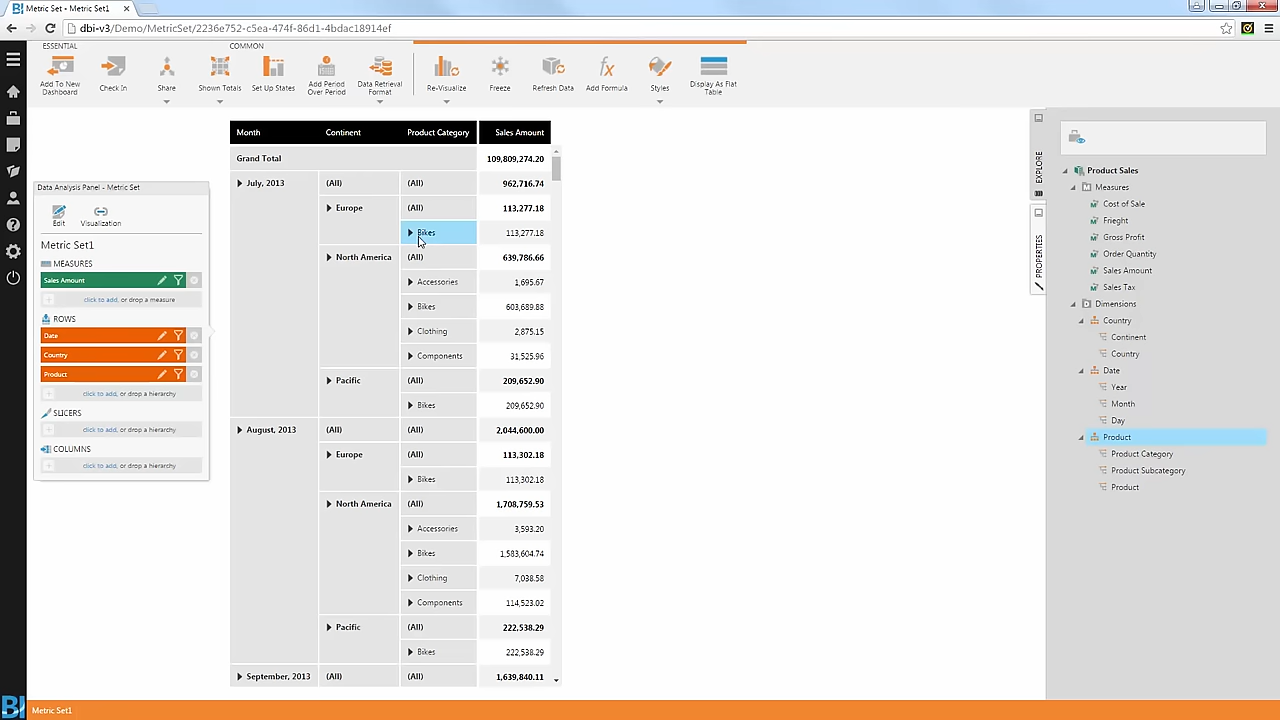 Metric Set • Metric Set1
dbi-v3/Demo/MetricSet/2236e752-c5ea-474f-86d1-4bdac18914ef
ESSENTIAL
COMMON
Add To New Dashboard
Check In
Share
Shown Totals
Set Up States
Add Period Over Period
Data Retrieval Format
Re-Visualize
Freeze
Refresh Data
Add Formula
Styles
Display As Flat Table
Data Analysis Panel - Metric Set
Edit
Visualization
Metric Set1
MEASURES
Sales Amount
click to add, or drop a measure
ROWS
Date
Country
Product
click to add, or drop a hierarchy
SLICERS
click to add, or drop a hierarchy
COLUMNS
click to add, or drop a hierarchy
Month Continent Product Category Sales Amount
Grand Total 109,809,274.20
July, 2013 (All) (All) 962,716.74
Europe (All) 113,277.18
Bikes 113,277.18
North America (All) 639,786.66
Accessories 1,695.67
Bikes 603,689.88
Clothing 2,875.15
Components 31,525.96
Pacific (All) 209,652.90
Bikes 209,652.90
August, 2013 (All) (All) 2,044,600.00
Europe (All) 113,302.18
Bikes 113,302.18
North America (All) 1,708,759.53
Accessories 3,593.20
Bikes 1,583,604.74
Clothing 7,038.58
Components 114,523.02
Pacific (All) 222,538.29
Bikes 222,538.29
September, 2013 (All) (All) 1,639,840.11
EXPLORE
PROPERTIES
Product Sales
Measures
Cost of Sale
Frieght
Gross Profit
Order Quantity
Sales Amount
Sales Tax
Dimensions
Country
Continent
Country
Date
Year
Month
Day
Product
Product Category
Product Subcategory
Product
BI
Metric Set1